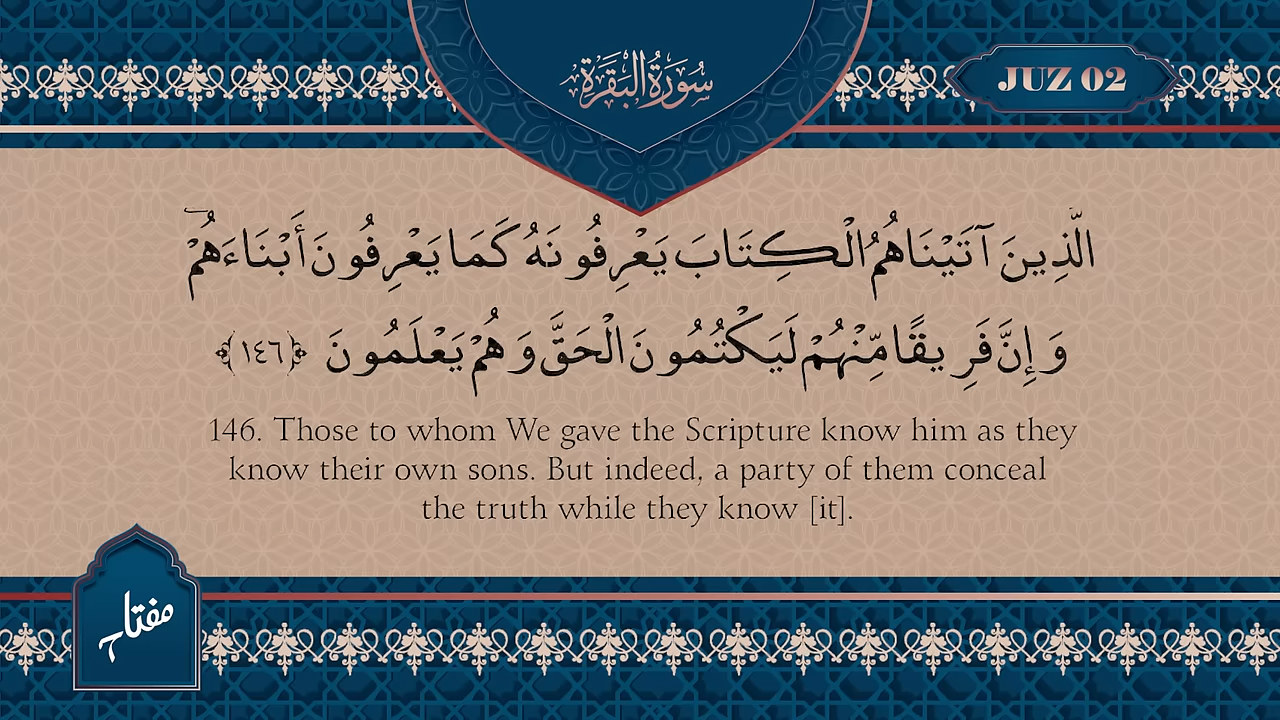 سُورَةُ الْبَقَرَةِ
JUZ 02
الَّذِينَ آتَيْنَاهُمُ الْكِتَابَ يَعْرِفُونَهُ كَمَا يَعْرِفُونَ أَبْنَاءَهُمْ ۖ
وَإِنَّ فَرِيقًا مِّنْهُمْ لَيَكْتُمُونَ الْحَقَّ وَهُمْ يَعْلَمُونَ ﴿١٤٦﴾
146. Those to whom We gave the Scripture know him as they
know their own sons. But indeed, a party of them conceal
the truth while they know [it].
مفتاح